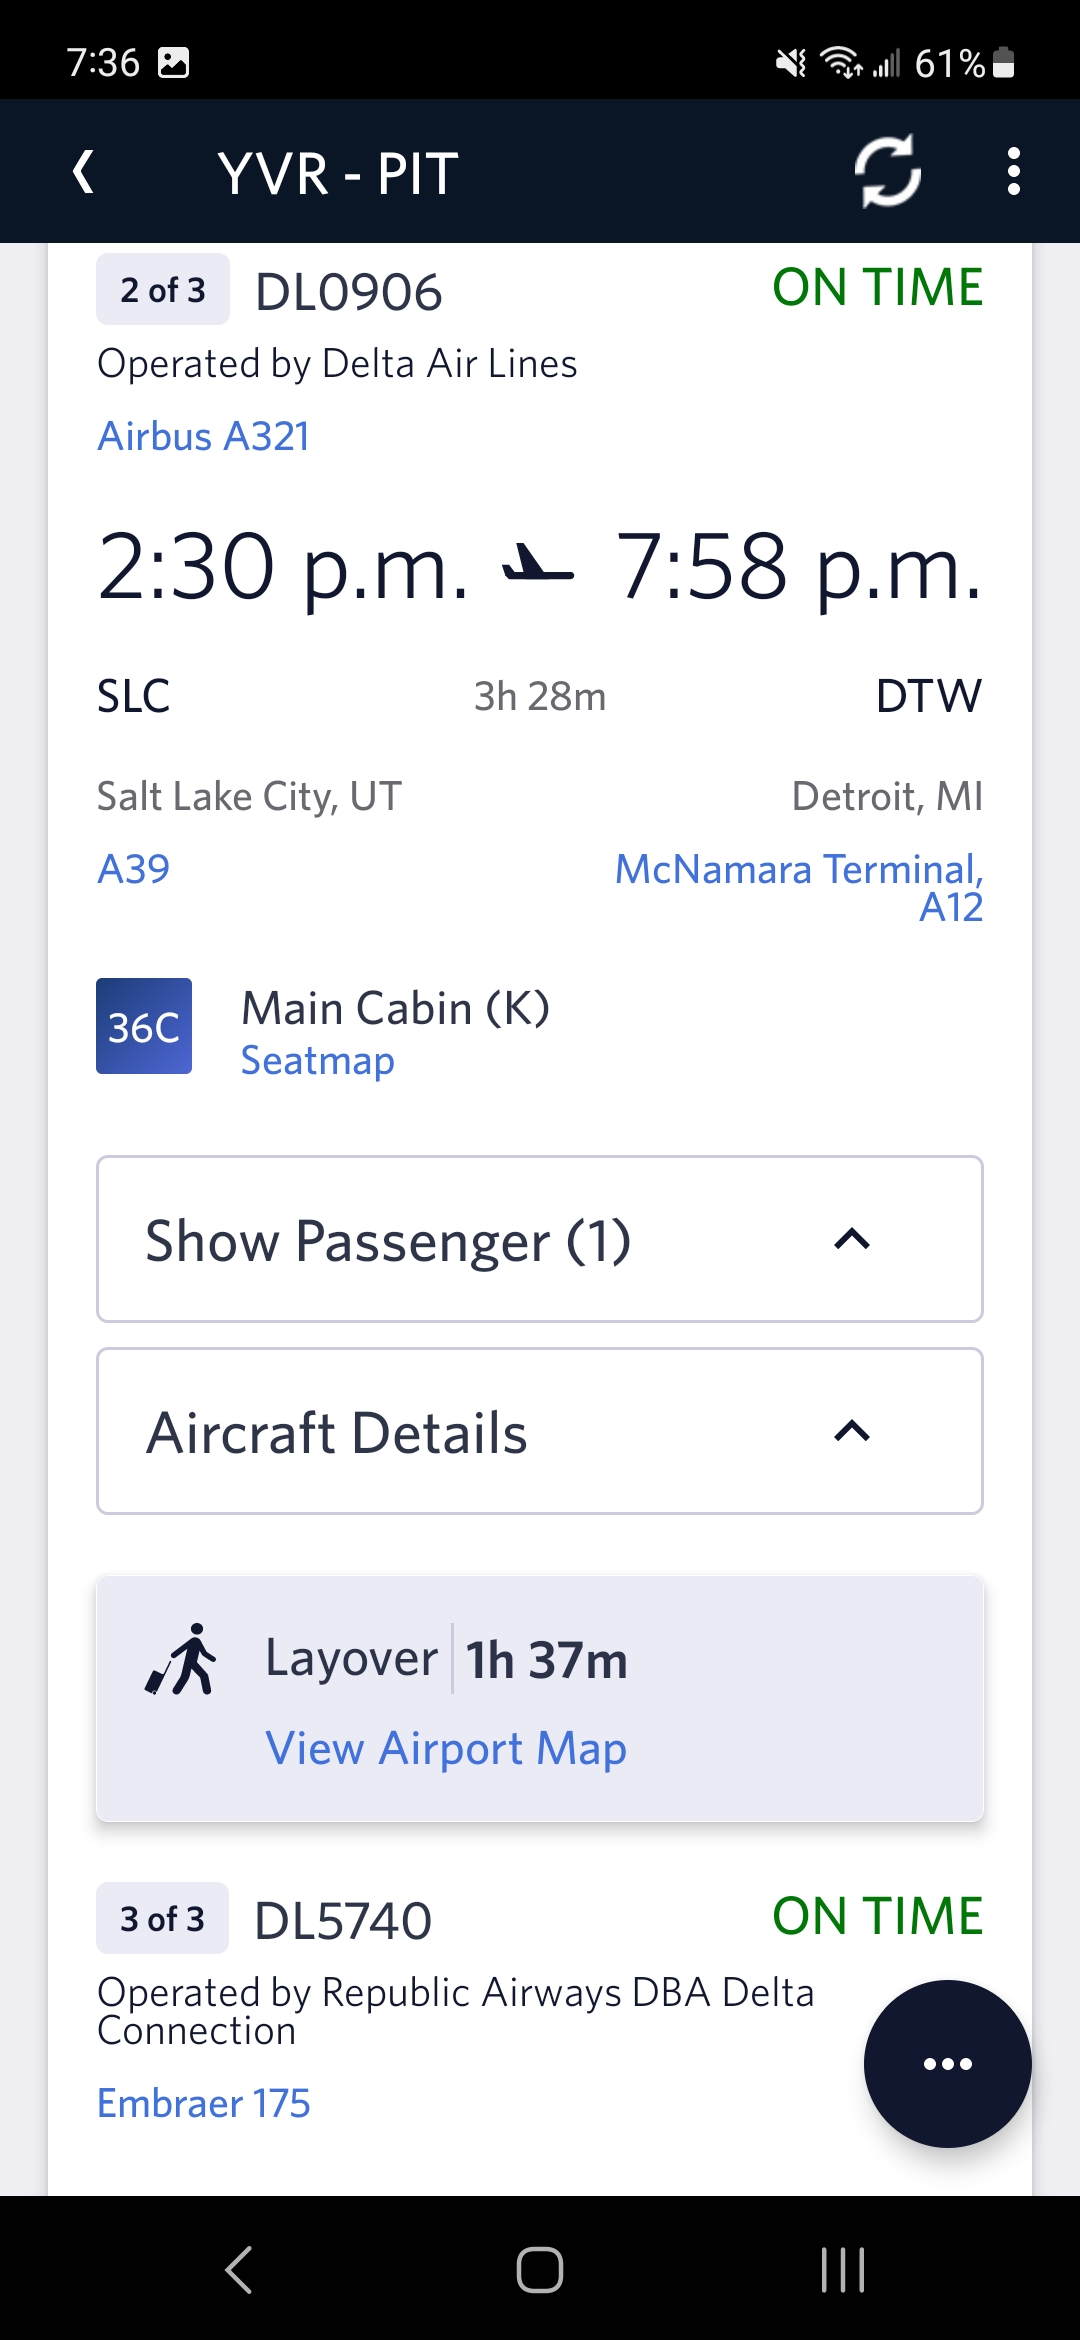 7:36
61%
YVR - PIT
2 of 3 DL0906 ON TIME
Operated by Delta Air Lines
Airbus A321
2:30 p.m. 7:58 p.m.
SLC 3h 28m DTW
Salt Lake City, UT Detroit, MI
A39 McNamara Terminal,
A12
36C Main Cabin (K)
Seatmap
Show Passenger (1)
Aircraft Details
Layover 1h 37m
View Airport Map
3 of 3 DL5740 ON TIME
Operated by Republic Airways DBA Delta
Connection
Embraer 175